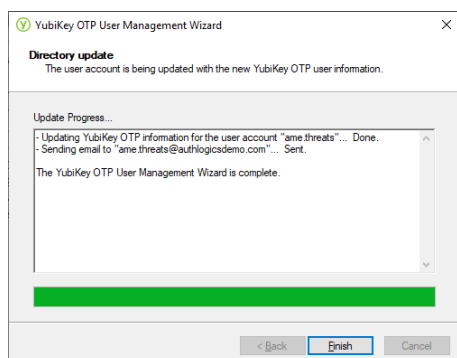 YubiKey OTP User Management Wizard
Directory update
The user account is being updated with the new YubiKey OTP user information.
Update Progress...
- Updating YubiKey OTP information for the user account "ame.threats"... Done.
- Sending email to "ame.threats@authlogicsdemo.com"... Sent.
The YubiKey OTP User Management Wizard is complete.
< Back
Finish
Cancel